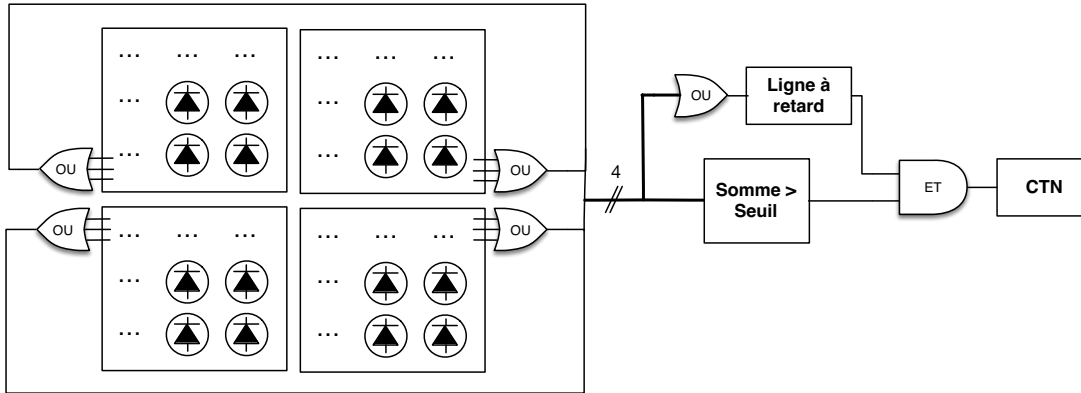 ... ... ... ... ... ...
... ...
... ...
OU OU
OU OU
... ... ... ... ... ...
... ...
... ...
4
OU
Ligne à
retard
Somme >
Seuil
ET
CTN